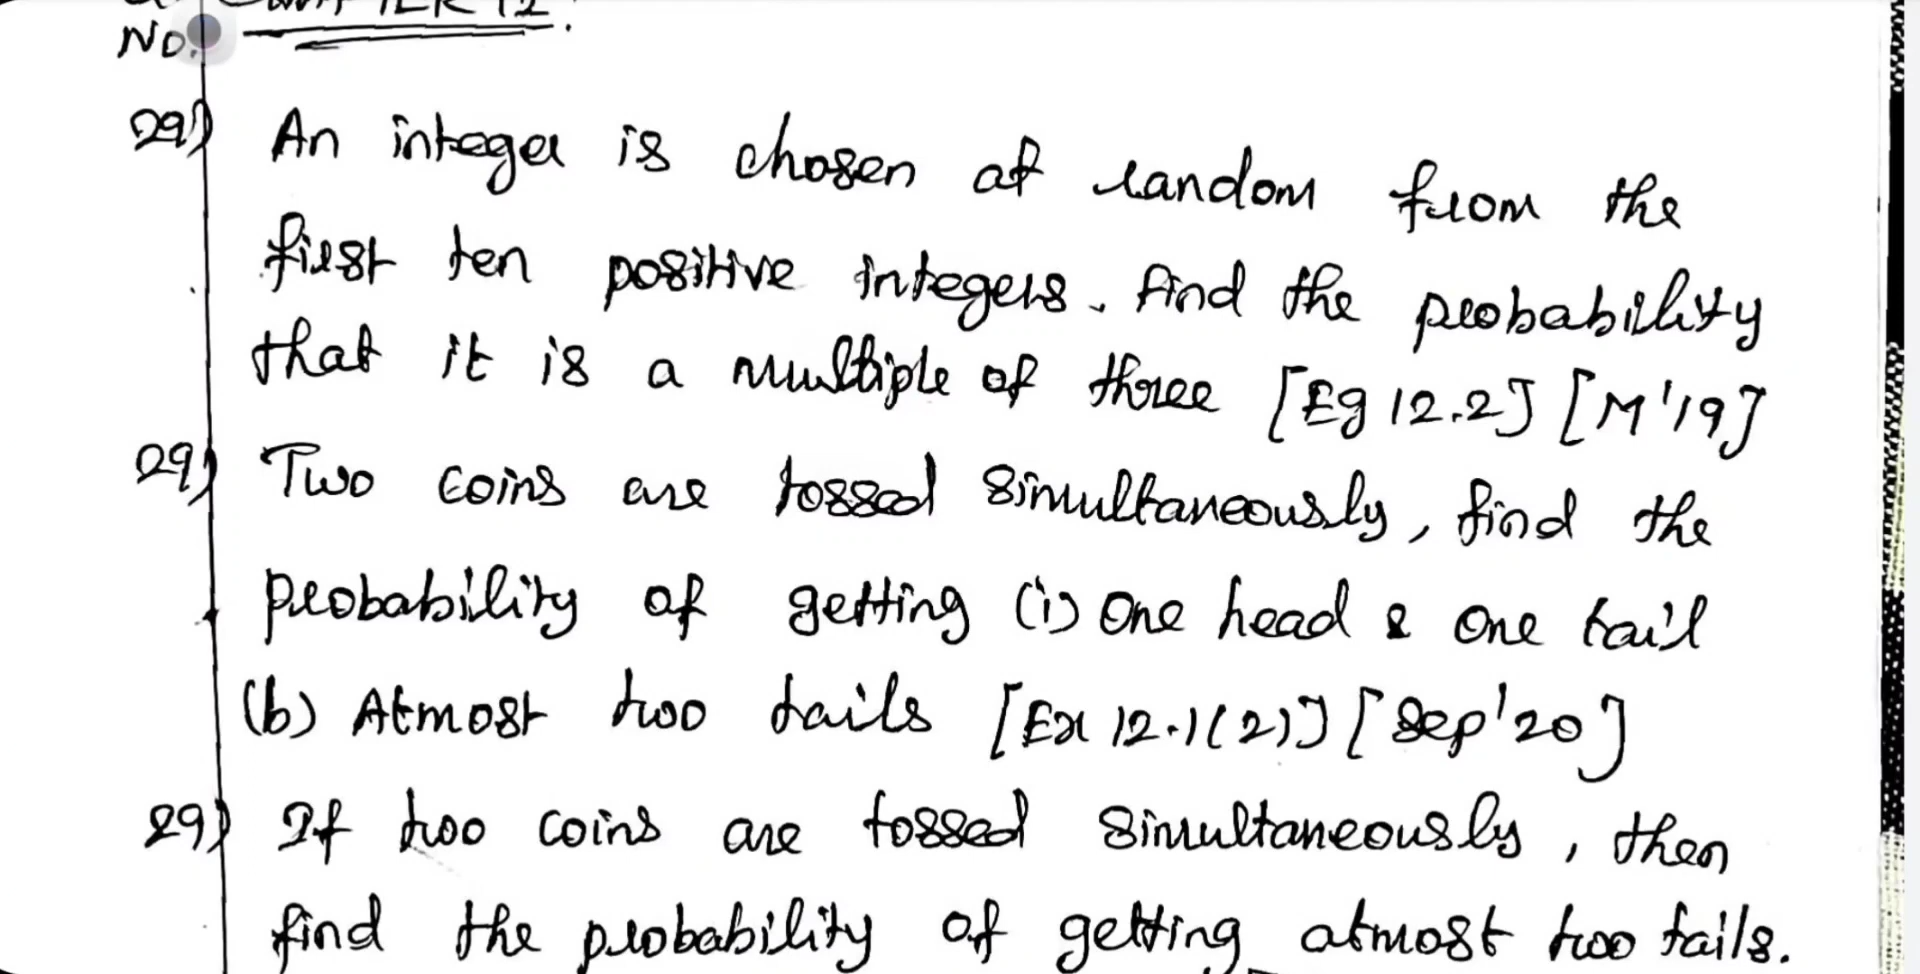 CHAPTER 12.
NO.
29) An integer is chosen at random from the
first ten positive integers. find the probability
that it is a multiple of three [Eg 12.2] [M'19]
29) Two coins are tossed simultaneously, find the
probability of getting (i) one head & one tail
(b) Atmost two tails [Ex 12.1(2)] [Sep'20]
29) If two coins are tossed simultaneously, then
find the probability of getting atmost two tails.